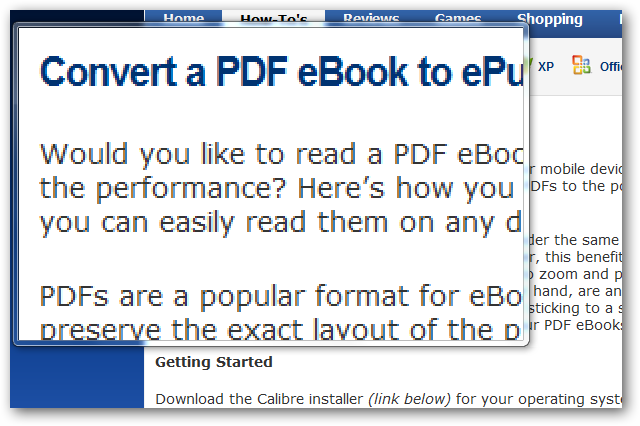 Home How-To's Reviews Games Shopping
XP
Convert a PDF eBook to ePu
Would you like to read a PDF eBoo
the performance? Here's how you
you can easily read them on any d
PDFs are a popular format for eBo
preserve the exact layout of the p
mobile devic
DFs to the po
der the same
r, this benefit
zoom and p
hand, are an
sticking to a s
ur PDF eBooks
Getting Started
Download the Calibre installer (link below) for your operating syste